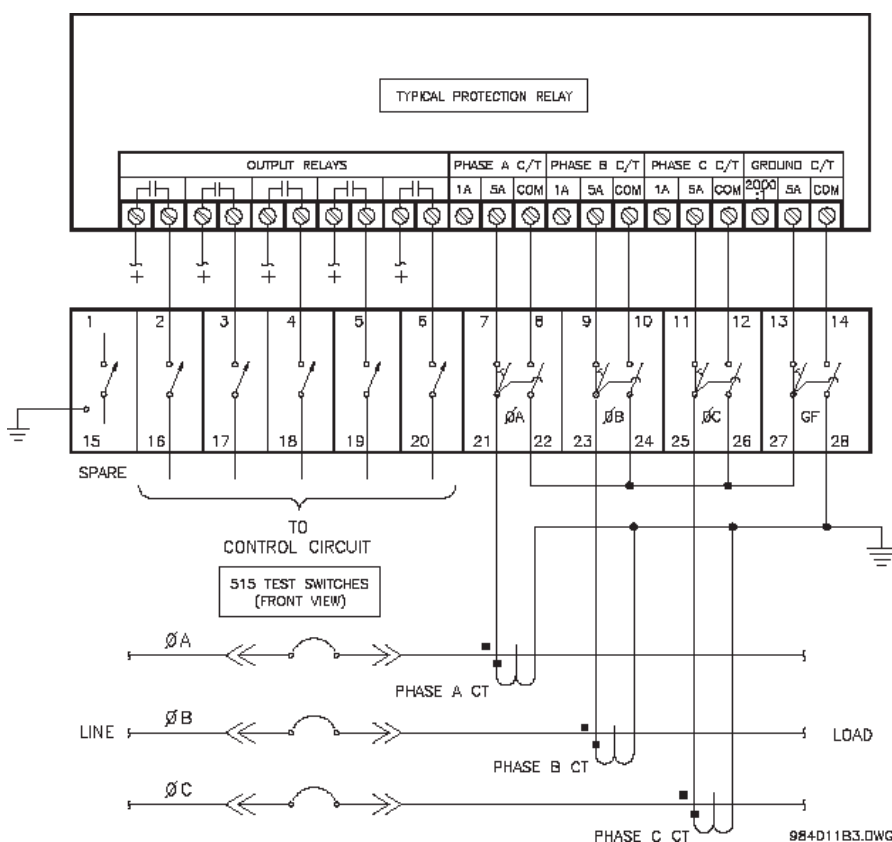 TYPICAL PROTECTION RELAY
OUTPUT RELAYS PHASE A C/T PHASE B C/T PHASE C C/T GROUND C/T
1A 5A COM 1A 5A COM 1A 5A COM 2000:1 5A COM
+ + + + +
1 2 3 4 5 6 7 8 9 10 11 12 13 14
ØA ØB ØC GF
15 16 17 18 19 20 21 22 23 24 25 26 27 28
SPARE
TO
CONTROL CIRCUIT
515 TEST SWITCHES
(FRONT VIEW)
ØA
PHASE A CT
ØB
LINE LOAD
PHASE B CT
ØC
PHASE C CT
984D11B3.DWG